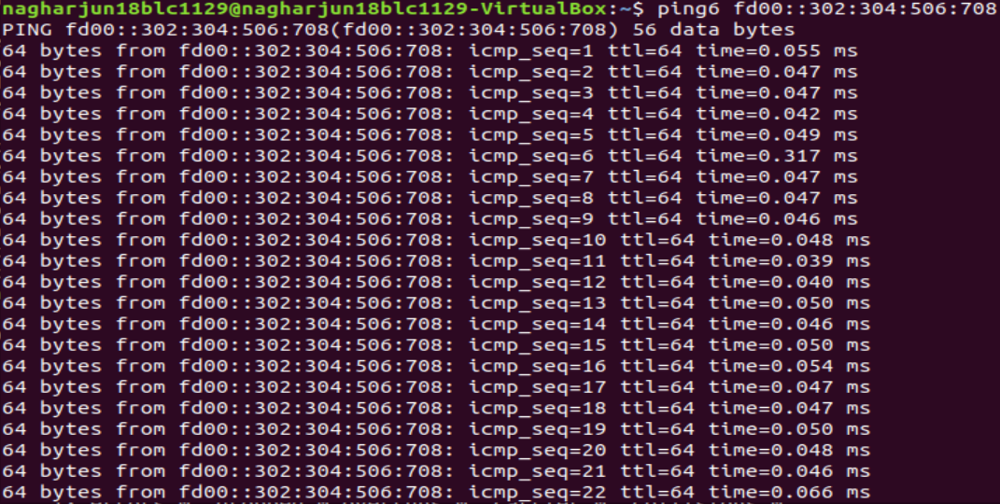 nagharjun18blc1129@nagharjun18blc1129-VirtualBox:~$ ping6 fd00::302:304:506:708
PING fd00::302:304:506:708(fd00::302:304:506:708) 56 data bytes
64 bytes from fd00::302:304:506:708: icmp_seq=1 ttl=64 time=0.055 ms
64 bytes from fd00::302:304:506:708: icmp_seq=2 ttl=64 time=0.047 ms
64 bytes from fd00::302:304:506:708: icmp_seq=3 ttl=64 time=0.047 ms
64 bytes from fd00::302:304:506:708: icmp_seq=4 ttl=64 time=0.042 ms
64 bytes from fd00::302:304:506:708: icmp_seq=5 ttl=64 time=0.049 ms
64 bytes from fd00::302:304:506:708: icmp_seq=6 ttl=64 time=0.317 ms
64 bytes from fd00::302:304:506:708: icmp_seq=7 ttl=64 time=0.047 ms
64 bytes from fd00::302:304:506:708: icmp_seq=8 ttl=64 time=0.047 ms
64 bytes from fd00::302:304:506:708: icmp_seq=9 ttl=64 time=0.046 ms
64 bytes from fd00::302:304:506:708: icmp_seq=10 ttl=64 time=0.048 ms
64 bytes from fd00::302:304:506:708: icmp_seq=11 ttl=64 time=0.039 ms
64 bytes from fd00::302:304:506:708: icmp_seq=12 ttl=64 time=0.040 ms
64 bytes from fd00::302:304:506:708: icmp_seq=13 ttl=64 time=0.050 ms
64 bytes from fd00::302:304:506:708: icmp_seq=14 ttl=64 time=0.046 ms
64 bytes from fd00::302:304:506:708: icmp_seq=15 ttl=64 time=0.050 ms
64 bytes from fd00::302:304:506:708: icmp_seq=16 ttl=64 time=0.054 ms
64 bytes from fd00::302:304:506:708: icmp_seq=17 ttl=64 time=0.047 ms
64 bytes from fd00::302:304:506:708: icmp_seq=18 ttl=64 time=0.047 ms
64 bytes from fd00::302:304:506:708: icmp_seq=19 ttl=64 time=0.050 ms
64 bytes from fd00::302:304:506:708: icmp_seq=20 ttl=64 time=0.048 ms
64 bytes from fd00::302:304:506:708: icmp_seq=21 ttl=64 time=0.046 ms
64 bytes from fd00::302:304:506:708: icmp_seq=22 ttl=64 time=0.066 ms